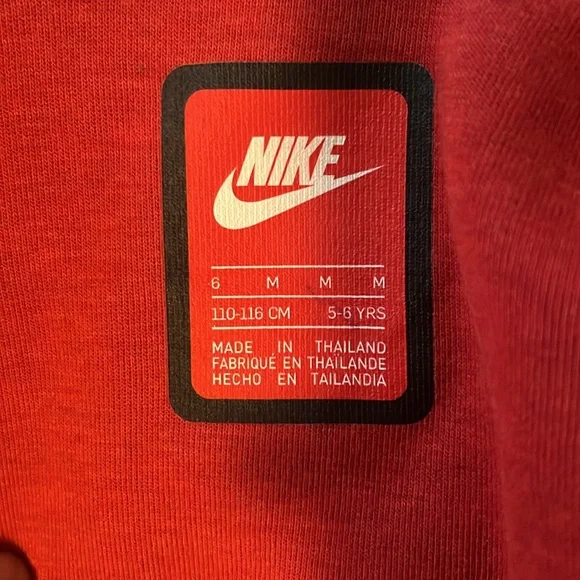 NIKE
6 M M M
110-116 CM 5-6 YRS
MADE IN THAILAND
FABRIQUÉ EN THAÏLANDE
HECHO EN TAILANDIA